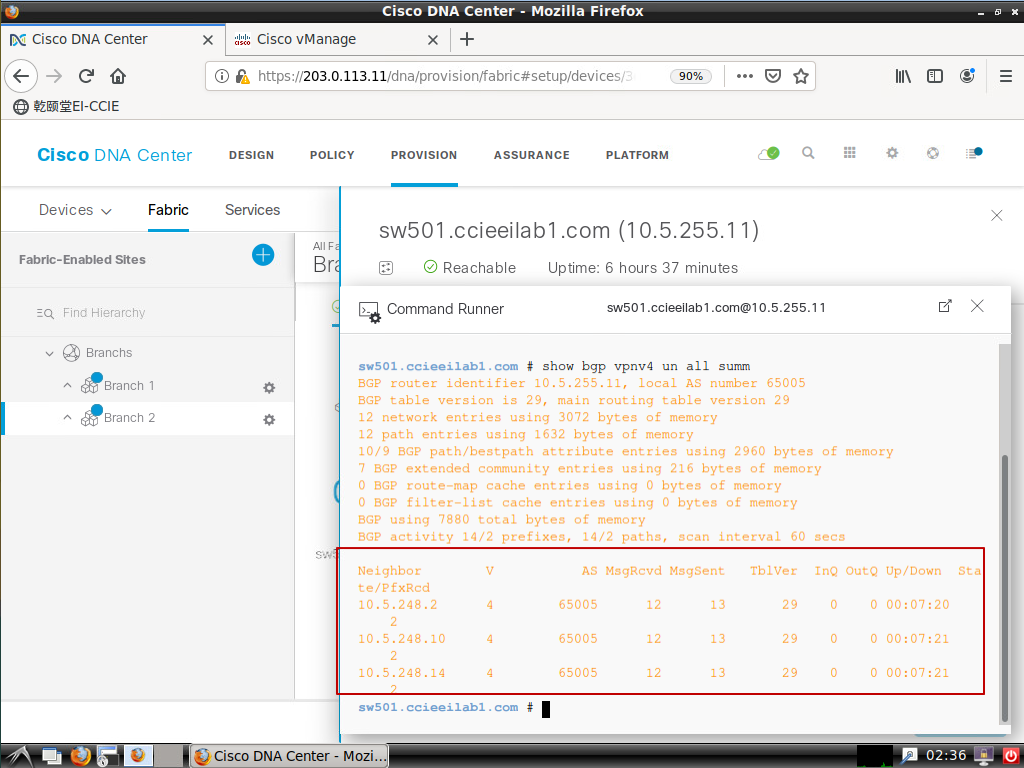 Cisco DNA Center - Mozilla Firefox
Cisco DNA Center
Cisco vManage
https://203.0.113.11/dna/provision/fabric#setup/devices/3
90%
乾颐堂EI-CCIE
Cisco DNA Center
DESIGN
POLICY
PROVISION
ASSURANCE
PLATFORM
Devices
Fabric
Services
sw501.ccieeilab1.com (10.5.255.11)
Reachable
Uptime: 6 hours 37 minutes
Fabric-Enabled Sites
All Fa
Bra
Find Hierarchy
Branchs
Branch 1
Branch 2
sw5
Command Runner
sw501.ccieeilab1.com@10.5.255.11
sw501.ccieeilab1.com # show bgp vpnv4 un all summ
BGP router identifier 10.5.255.11, local AS number 65005
BGP table version is 29, main routing table version 29
12 network entries using 3072 bytes of memory
12 path entries using 1632 bytes of memory
10/9 BGP path/bestpath attribute entries using 2960 bytes of memory
7 BGP extended community entries using 216 bytes of memory
0 BGP route-map cache entries using 0 bytes of memory
0 BGP filter-list cache entries using 0 bytes of memory
BGP using 7880 total bytes of memory
BGP activity 14/2 prefixes, 14/2 paths, scan interval 60 secs
Neighbor V AS MsgRcvd MsgSent TblVer InQ OutQ Up/Down Sta
te/PfxRcd
10.5.248.2 4 65005 12 13 29 0 0 00:07:20
2
10.5.248.10 4 65005 12 13 29 0 0 00:07:21
2
10.5.248.14 4 65005 12 13 29 0 0 00:07:21
2
sw501.ccieeilab1.com #
Cisco DNA Center - Mozi...
02:36